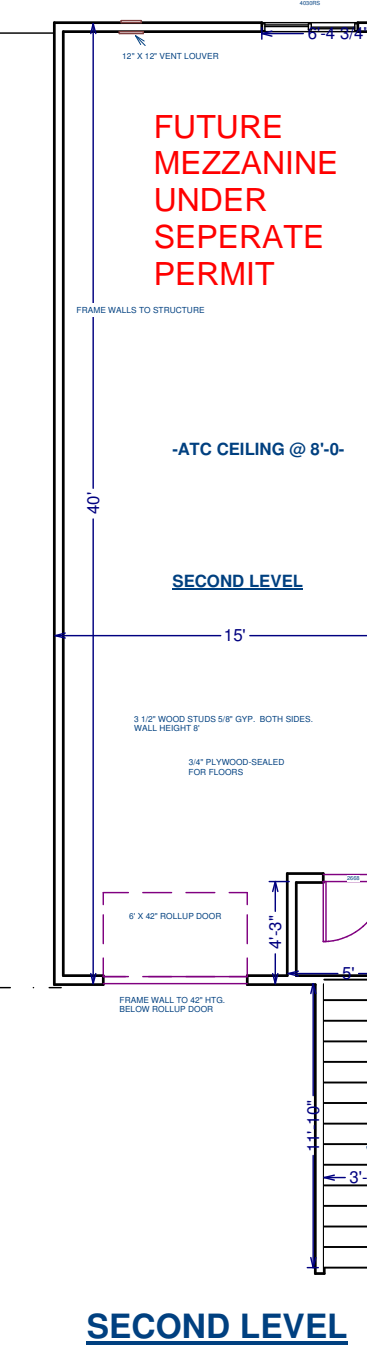 4030RS
6'-4 3/4"
12" X 12" VENT LOUVER
FUTURE
MEZZANINE
UNDER
SEPERATE
PERMIT
FRAME WALLS TO STRUCTURE
-ATC CEILING @ 8'-0-
40'
SECOND LEVEL
15'
3 1/2" WOOD STUDS 5/8" GYP. BOTH SIDES.
WALL HEIGHT 8'
3/4" PLYWOOD-SEALED
FOR FLOORS
2668
6' X 42" ROLLUP DOOR
4'-3"
5'
FRAME WALL TO 42" HTG.
BELOW ROLLUP DOOR
11'-10"
3'-
SECOND LEVEL